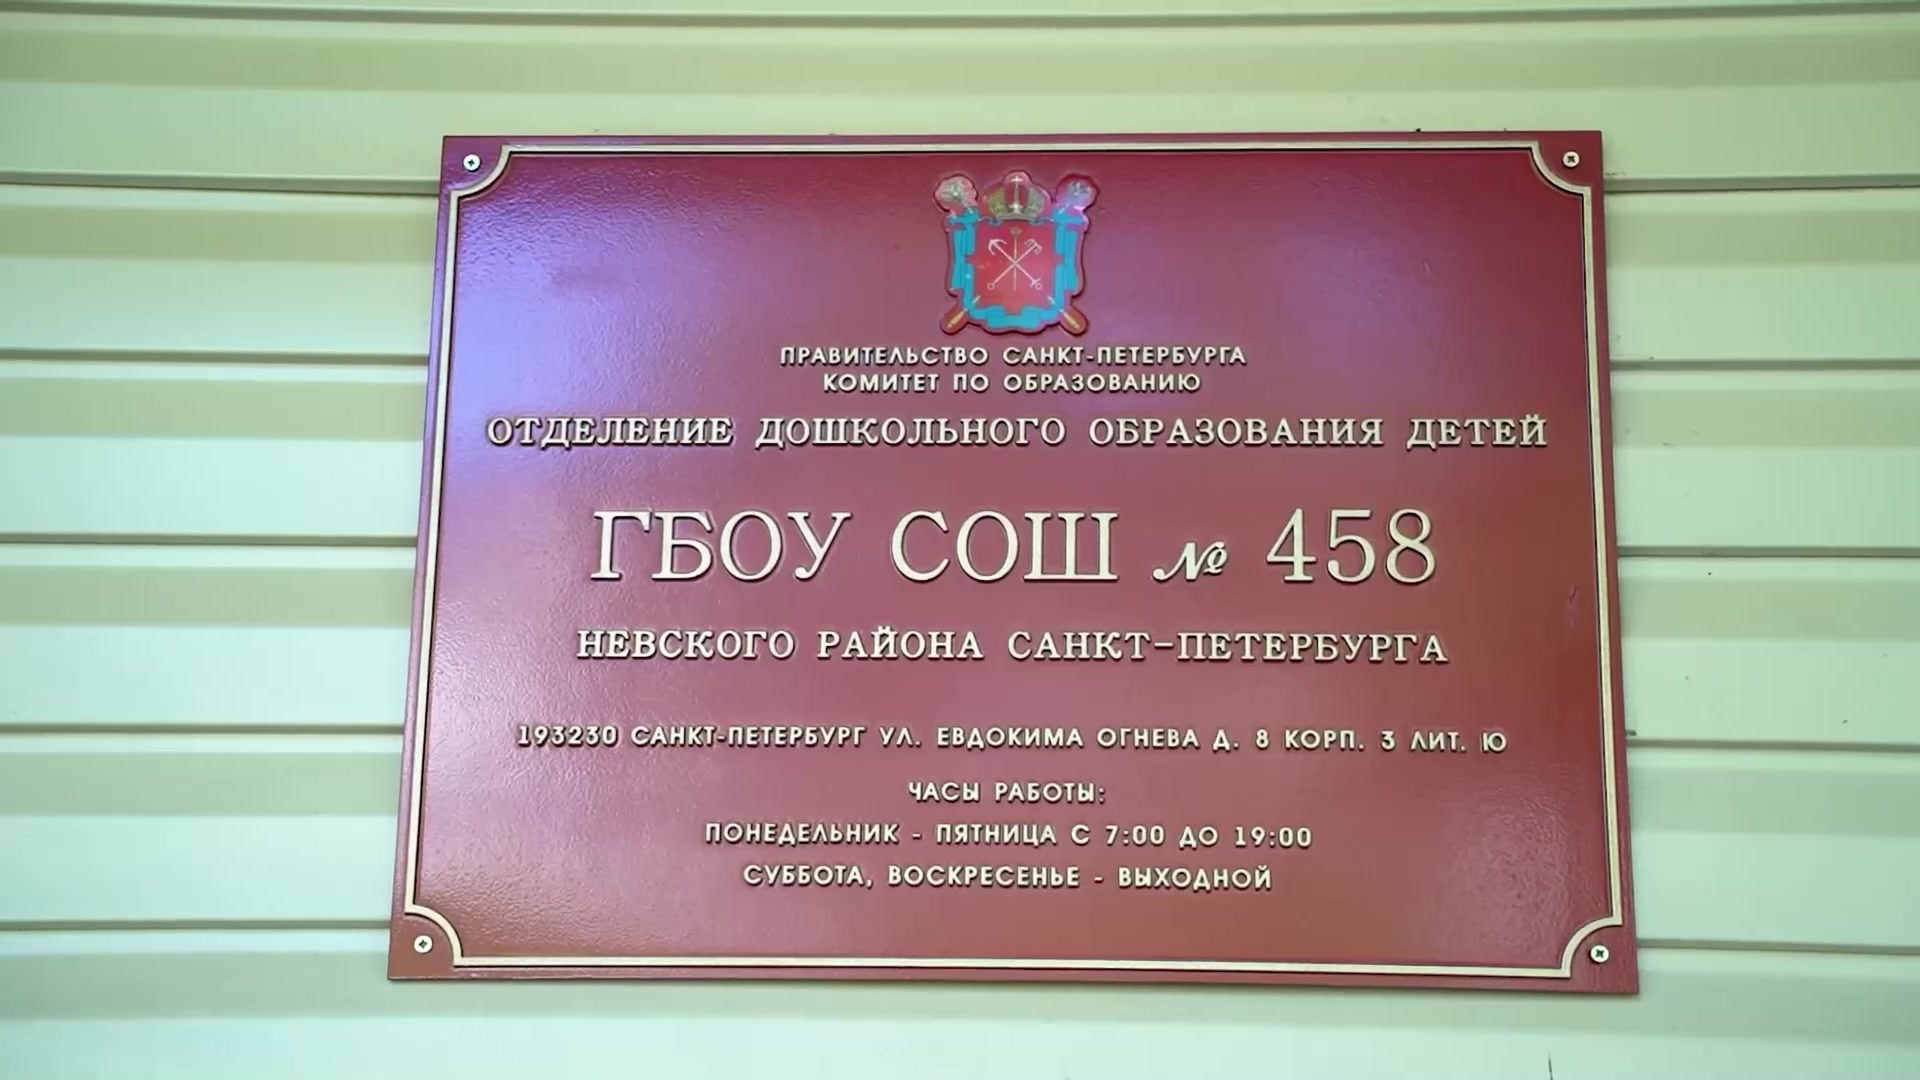 ПРАВИТЕЛЬСТВО САНКТ-ПЕТЕРБУРГА
КОМИТЕТ ПО ОБРАЗОВАНИЮ
ОТДЕЛЕНИЕ ДОШКОЛЬНОГО ОБРАЗОВАНИЯ ДЕТЕЙ
ГБОУ СОШ № 458
НЕВСКОГО РАЙОНА САНКТ-ПЕТЕРБУРГА
193230 САНКТ-ПЕТЕРБУРГ УЛ. ЕВДОКИМА ОГНЕВА Д. 8 КОРП. 3 ЛИТ. Ю
ЧАСЫ РАБОТЫ:
ПОНЕДЕЛЬНИК - ПЯТНИЦА С 7:00 ДО 19:00
СУББОТА, ВОСКРЕСЕНЬЕ - ВЫХОДНОЙ